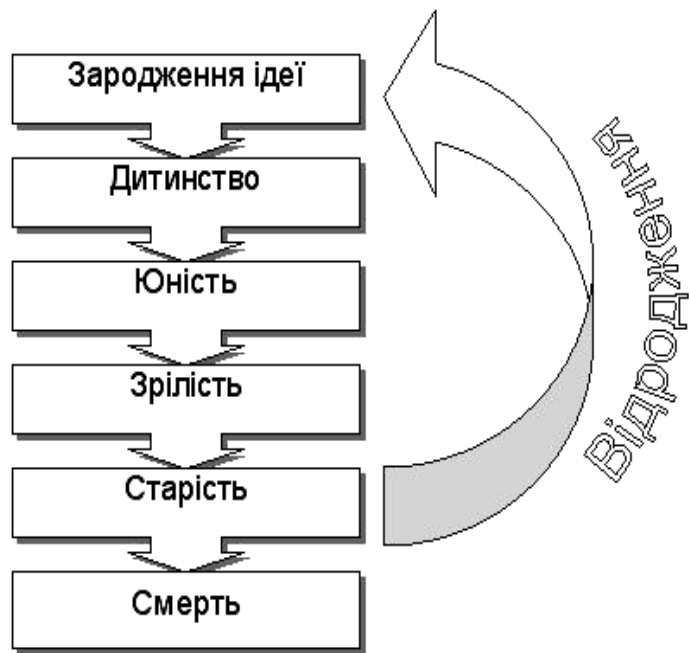 Зародження ідеї
Дитинство
Юність
Зрілість
Старість
Смерть
Відродження